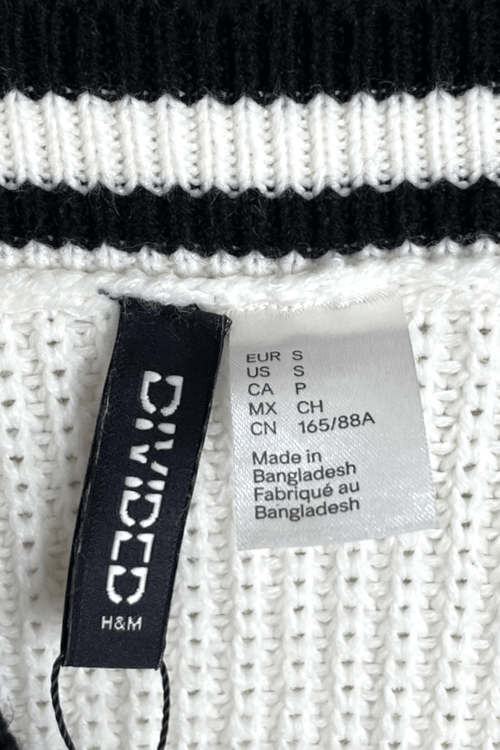 DIVIDED
H&M
EUR S
US S
CA P
MX CH
CN 165/88A
Made in
Bangladesh
Fabriqué au
Bangladesh